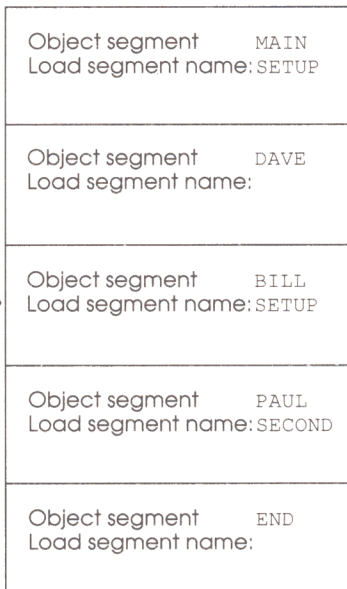 Object segment MAIN
Load segment name: SETUP
Object segment DAVE
Load segment name:
Object segment BILL
Load segment name: SETUP
Object segment PAUL
Load segment name: SECOND
Object segment END
Load segment name: